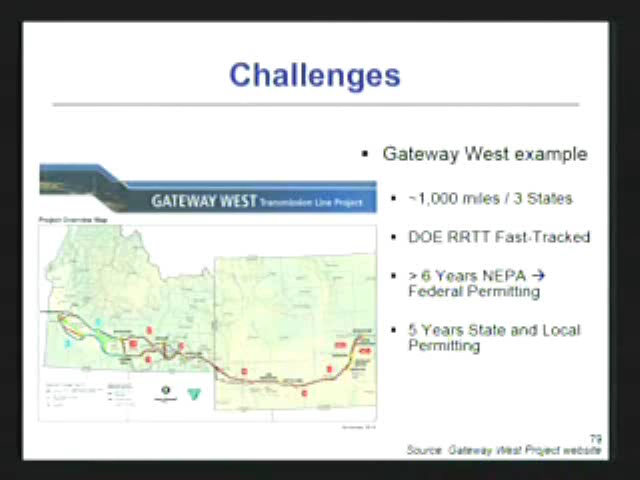 Challenges
▪ Gateway West example
GATEWAY WEST Transmission Line Project
Project Overview Map
• ~1,000 miles / 3 States
• DOE RRTT Fast-Tracked
• > 6 Years NEPA →
Federal Permitting
• 5 Years State and Local
Permitting
79
Source: Gateway West Project website